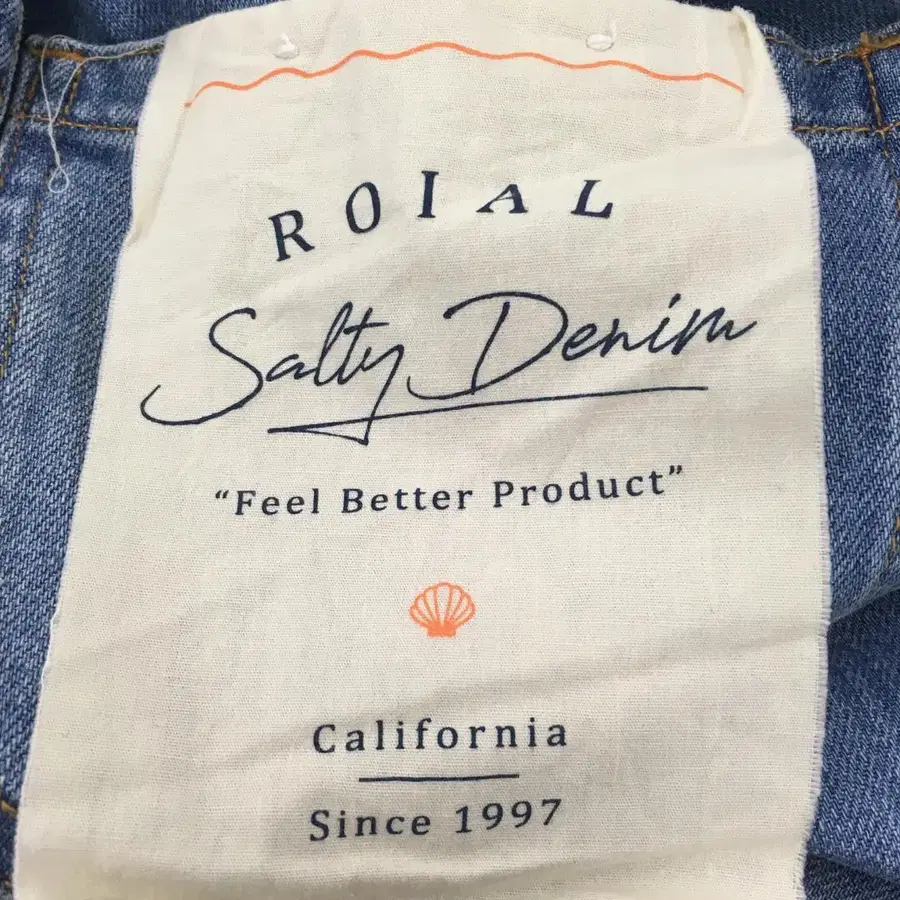 ROIAL
Salty Denim
“Feel Better Product”
California
Since 1997